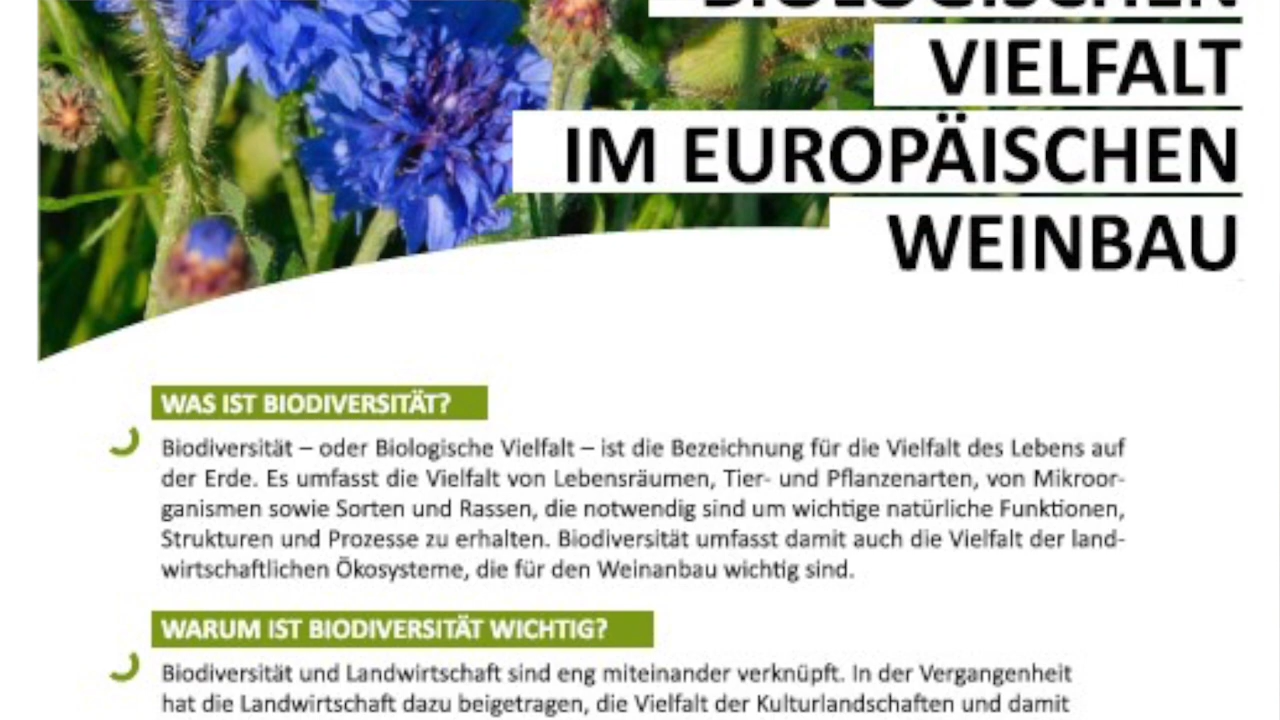 BIOLOGISCHEN
VIELFALT
IM EUROPÄISCHEN
WEINBAU
WAS IST BIODIVERSITÄT?
Biodiversität – oder Biologische Vielfalt – ist die Bezeichnung für die Vielfalt des Lebens auf
der Erde. Es umfasst die Vielfalt von Lebensräumen, Tier- und Pflanzenarten, von Mikroor-
ganismen sowie Sorten und Rassen, die notwendig sind um wichtige natürliche Funktionen,
Strukturen und Prozesse zu erhalten. Biodiversität umfasst damit auch die Vielfalt der land-
wirtschaftlichen Ökosysteme, die für den Weinanbau wichtig sind.
WARUM IST BIODIVERSITÄT WICHTIG?
Biodiversität und Landwirtschaft sind eng miteinander verknüpft. In der Vergangenheit
hat die Landwirtschaft dazu beigetragen, die Vielfalt der Kulturlandschaften und damit